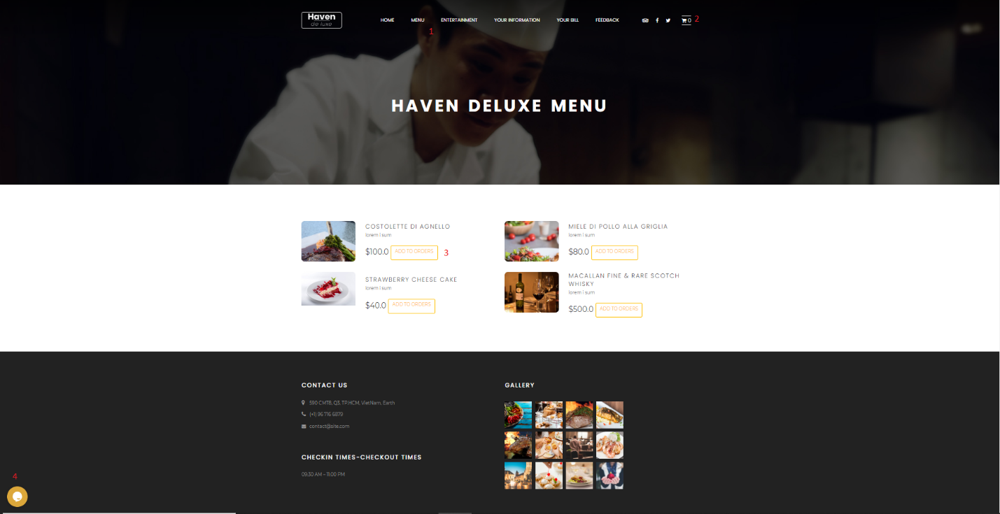 Haven
de luxe
HOME MENU ENTERTAINMENT YOUR INFORMATION YOUR BILL FEEDBACK 0 2
1
HAVEN DELUXE MENU
COSTOLETTE DI AGNELLO
lorem i sum
$100.0 ADD TO ORDERS 3
MIELE DI POLLO ALLA GRIGLIA
lorem i sum
$80.0 ADD TO ORDERS
STRAWBERRY CHEESE CAKE
lorem i sum
$40.0 ADD TO ORDERS
MACALLAN FINE & RARE SCOTCH
WHISKY
lorem i sum
$500.0 ADD TO ORDERS
CONTACT US
590 CMT8, Q3, TP.HCM, VietNam, Earth
(+1) 96 716 6879
contact@site.com
CHECKIN TIMES-CHECKOUT TIMES
09:30 AM – 11:00 PM
GALLERY
4